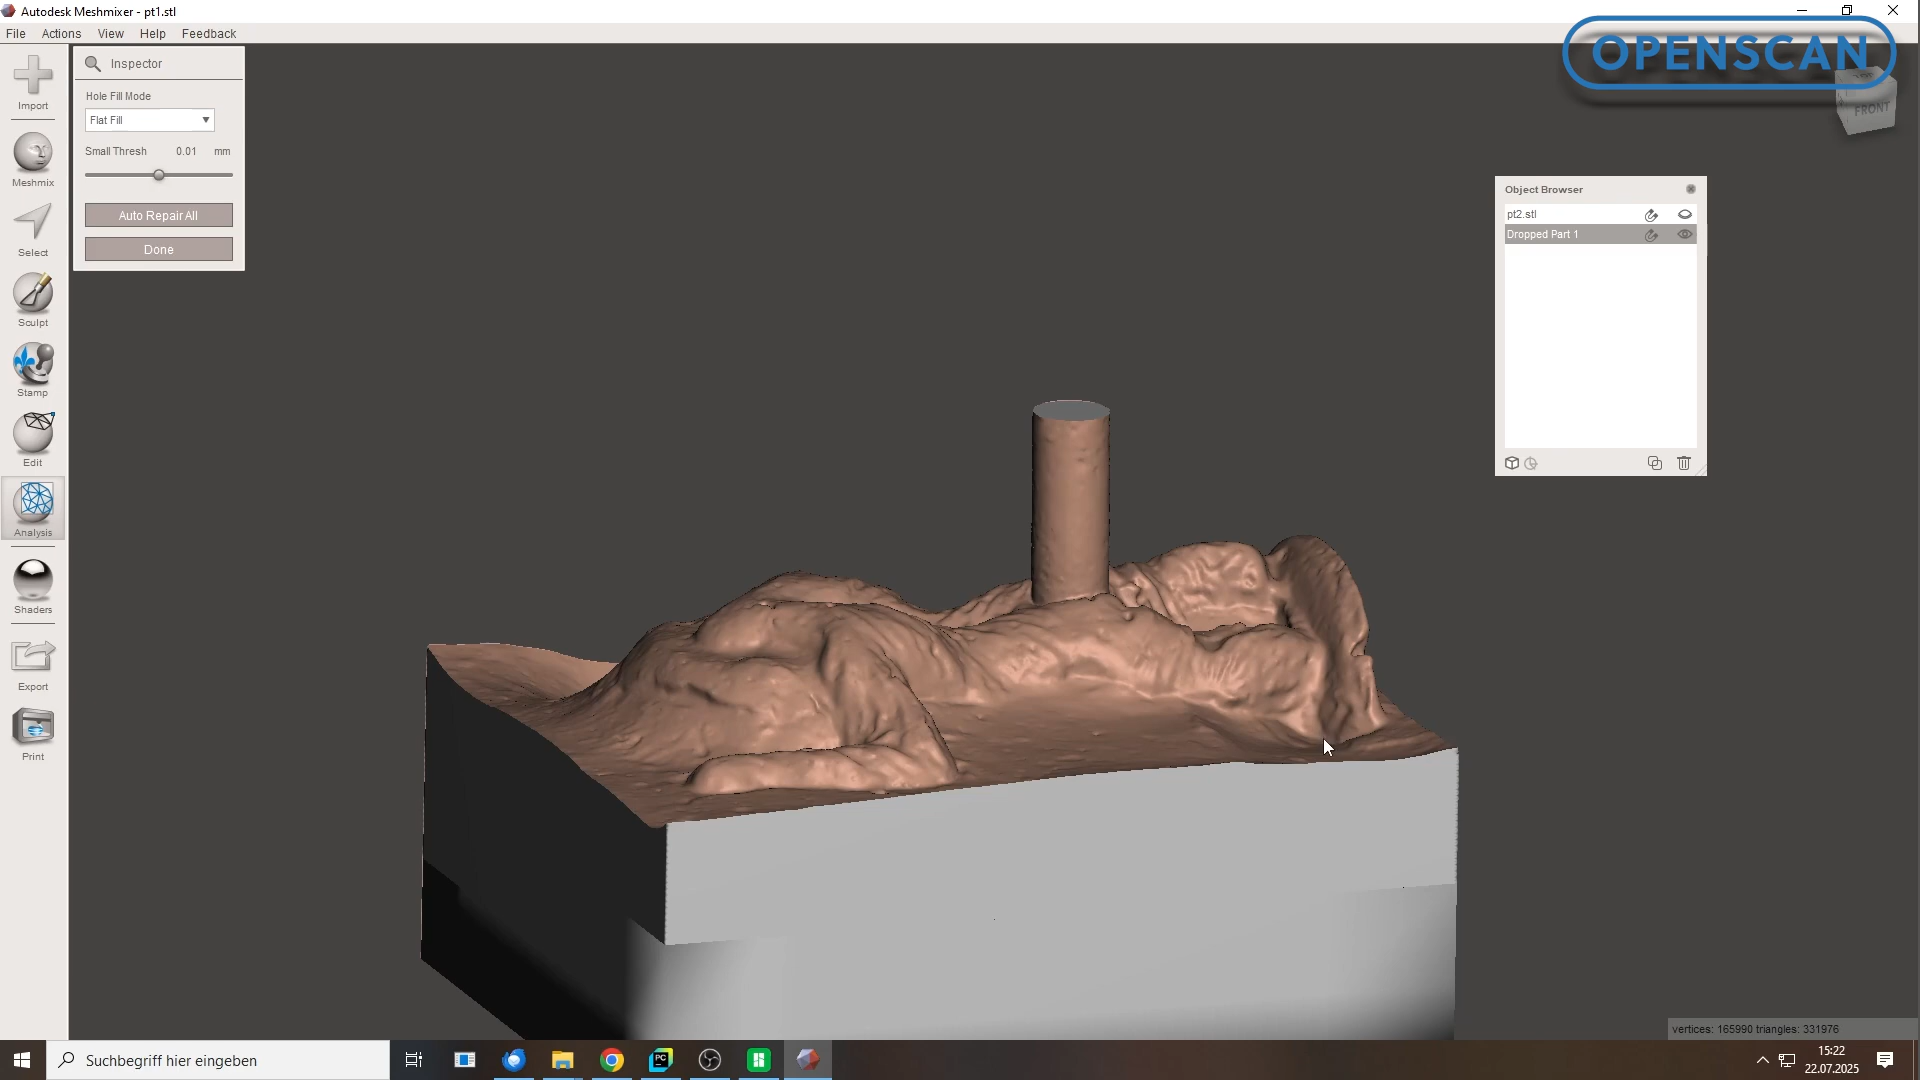 Autodesk Meshmixer - pt1.stl
File Actions View Help Feedback
OPENSCAN
FRONT
Import
Meshmix
Select
Sculpt
Stamp
Edit
Analysis
Shaders
Export
Print
Inspector
Hole Fill Mode
Flat Fill
Small Thresh 0.01 mm
Auto Repair All
Done
Object Browser
pt2.stl
Dropped Part 1
vertices: 165990 triangles: 331976
Suchbegriff hier eingeben
PC
15:22
22.07.2025